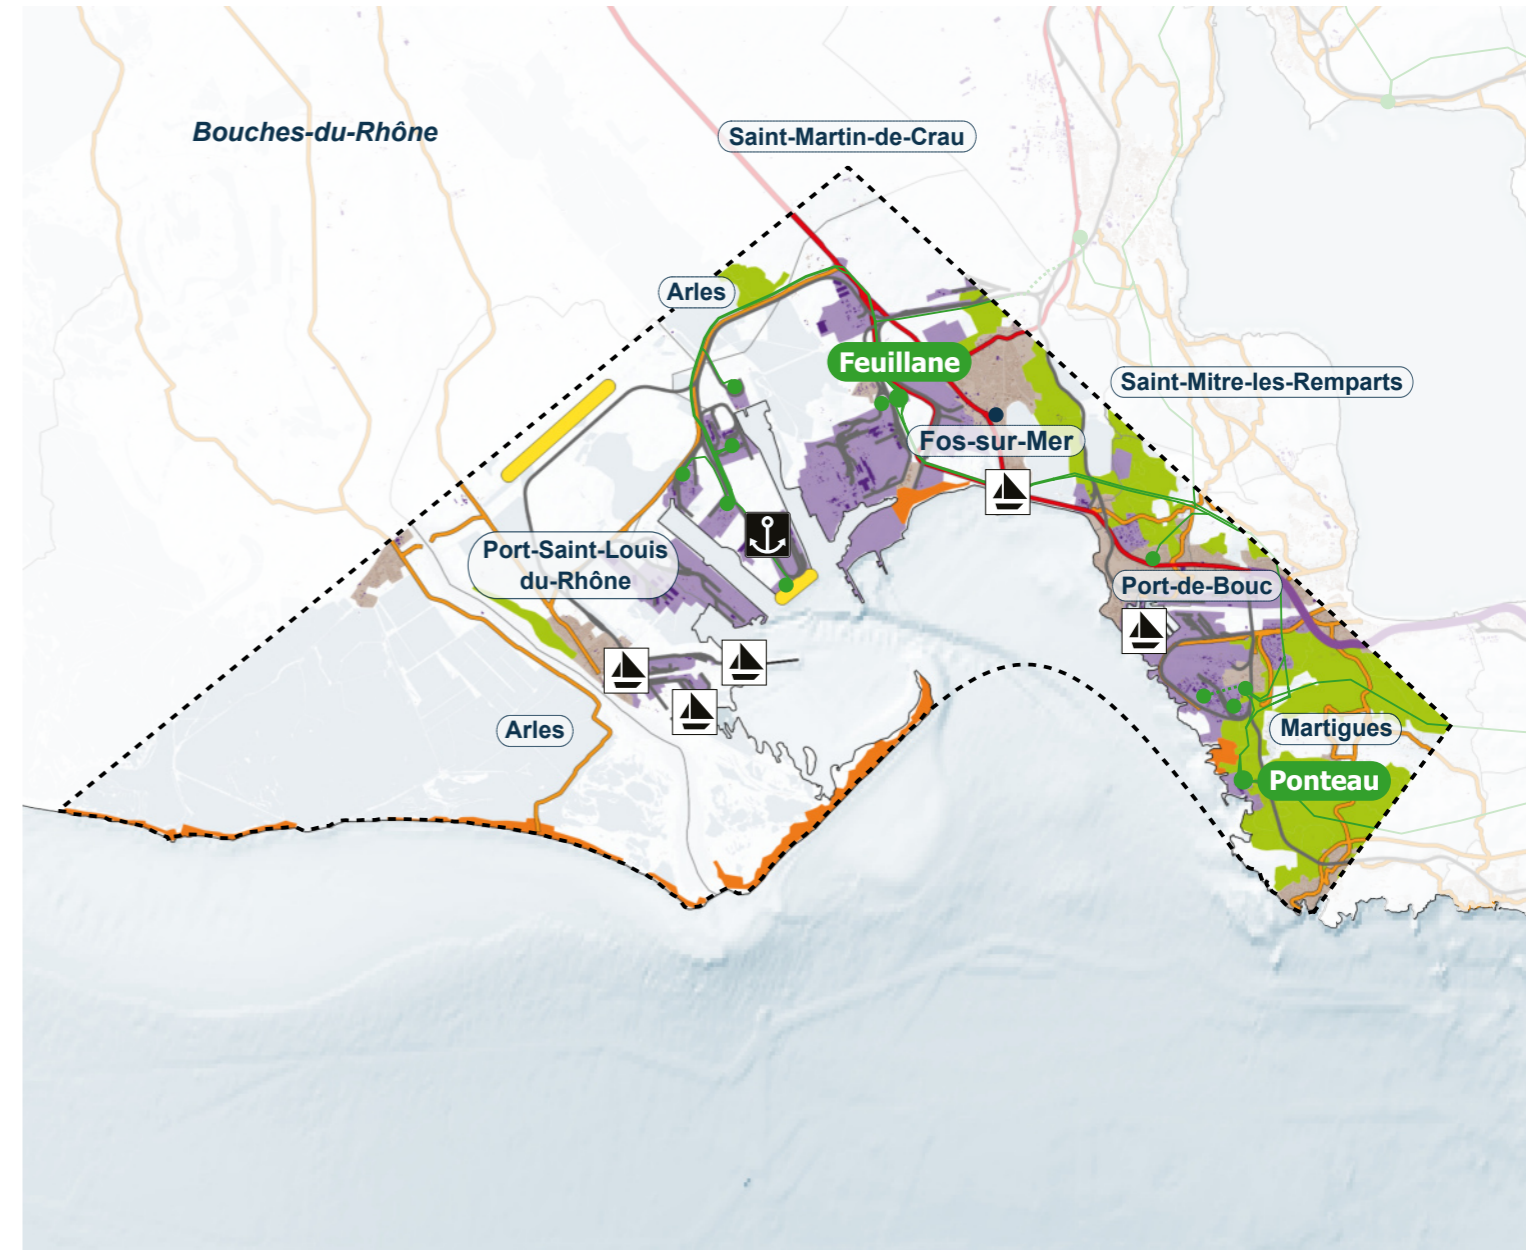 Bouches-du-Rhône
Saint-Martin-de-Crau
Arles
Feuillane
Saint-Mitre-les-Remparts
Fos-sur-Mer
Port-Saint-Louis
du-Rhône
Port-de-Bouc
Arles
Martigues
Ponteau